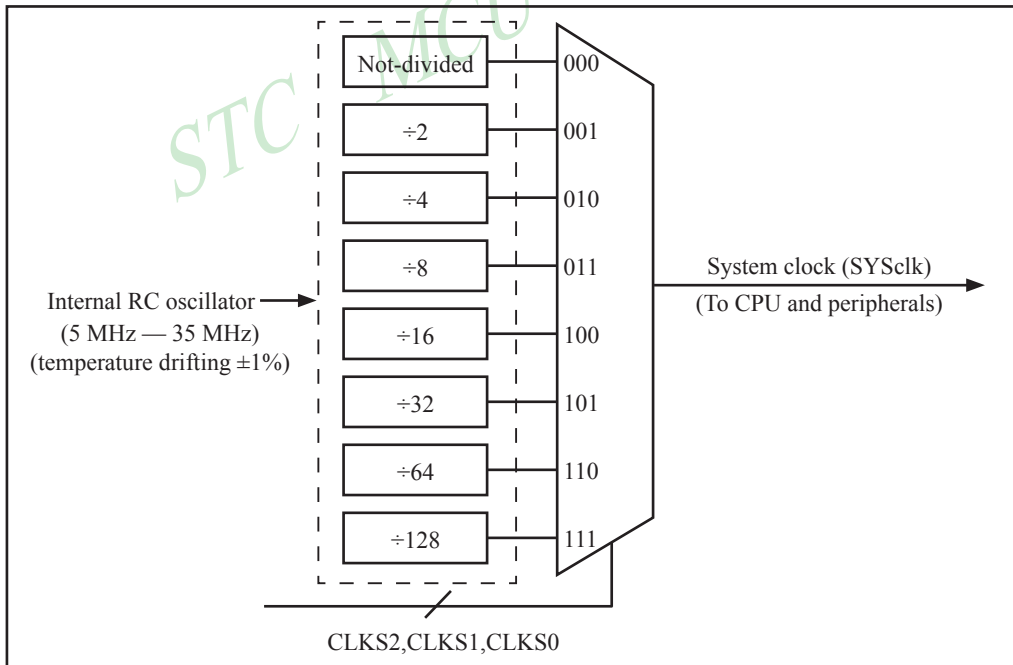 STC MCU
Not-divided
000
÷2
001
÷4
010
÷8
011
÷16
100
÷32
101
÷64
110
÷128
111
Internal RC oscillator
(5 MHz — 35 MHz)
(temperature drifting ±1%)
System clock (SYSclk)
(To CPU and peripherals)
CLKS2,CLKS1,CLKS0